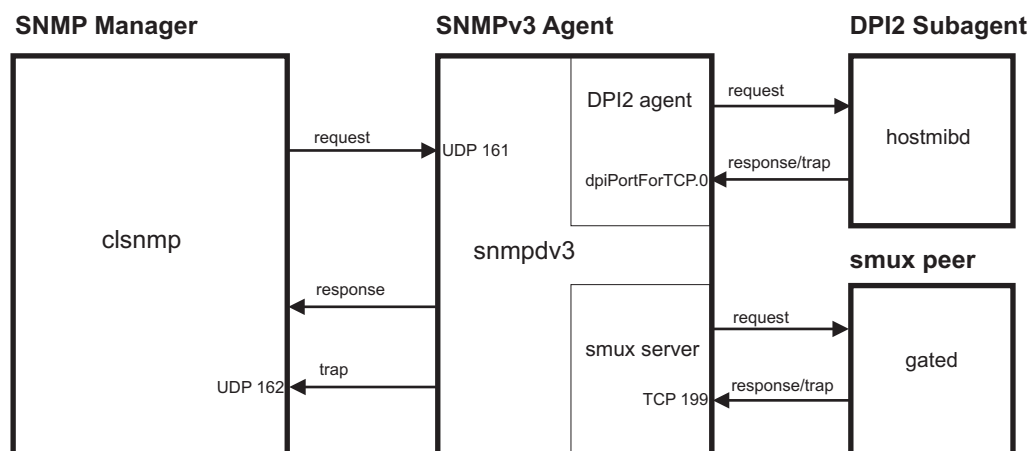 SNMP Manager
SNMPv3 Agent
DPI2 Subagent
request
DPI2 agent
request
hostmibd
UDP 161
response/trap
dpiPortForTCP.0
clsnmp
snmpdv3
smux peer
response
request
smux server
gated
trap
UDP 162
response/trap
TCP 199